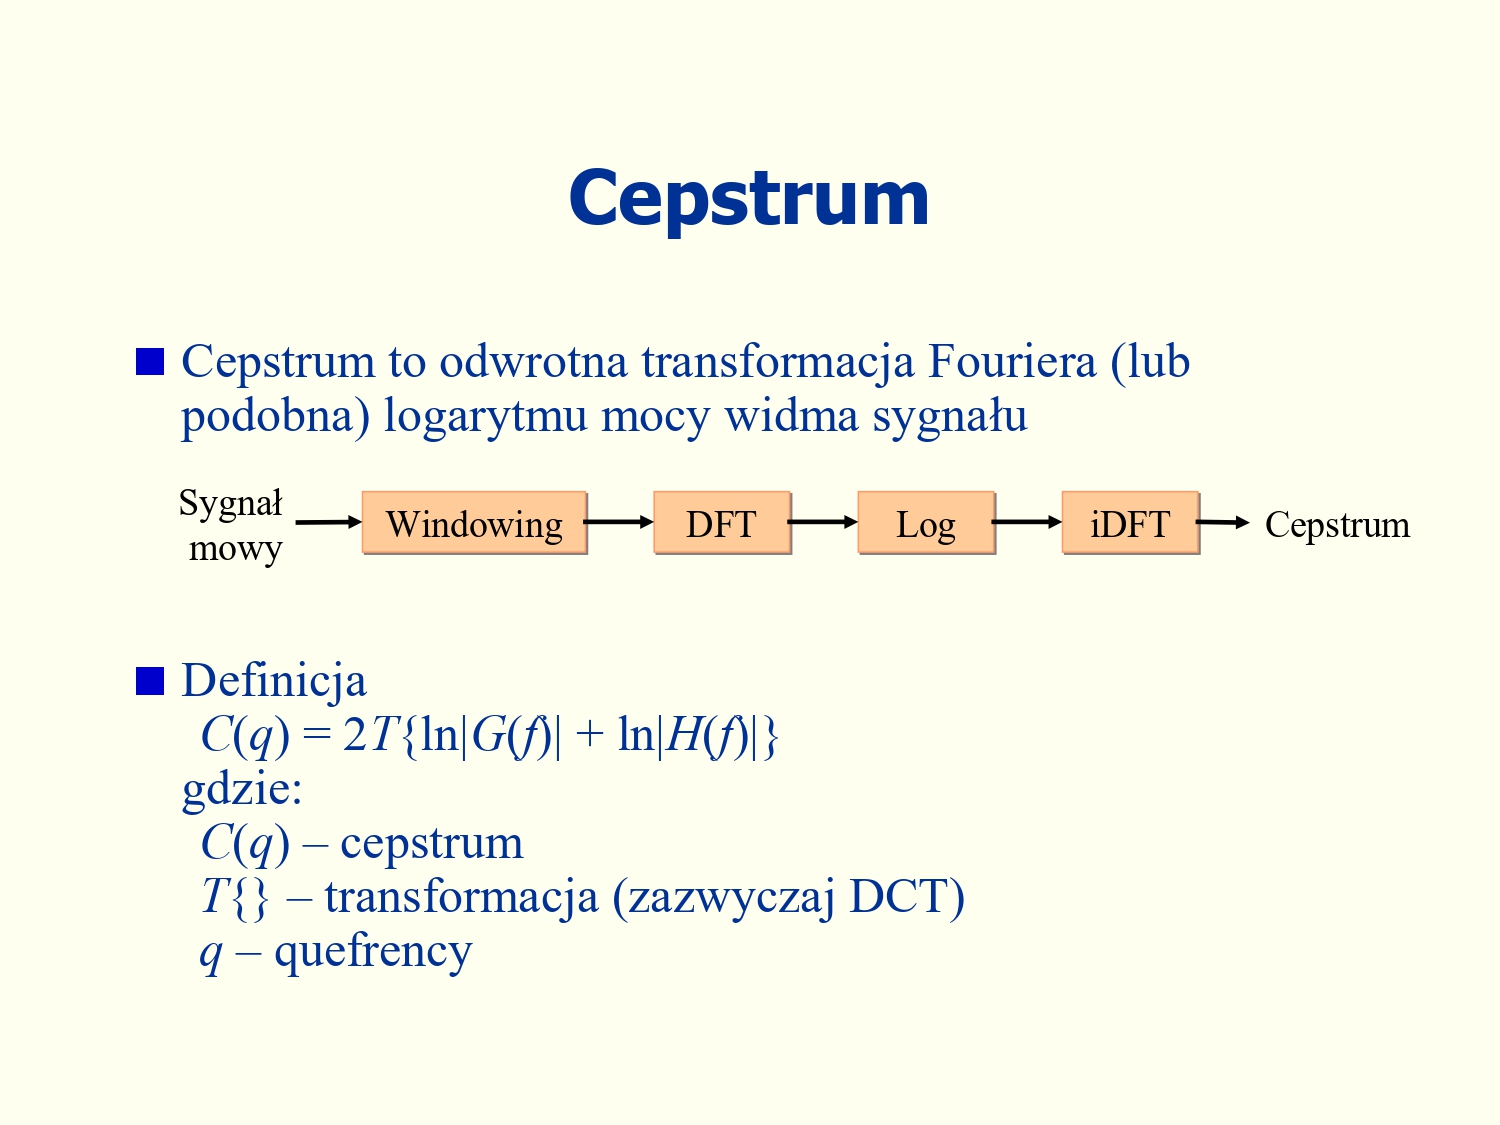 Cepstrum
Cepstrum to odwrotna transformacja Fouriera (lub
podobna) logarytmu mocy widma sygnału
Sygnał
mowy
Windowing
DFT
Log
iDFT
Cepstrum
Definicja
C(q) = 2T{ln|G(f)| + ln|H(f)|}
gdzie:
C(q) – cepstrum
T{} – transformacja (zazwyczaj DCT)
q – quefrency